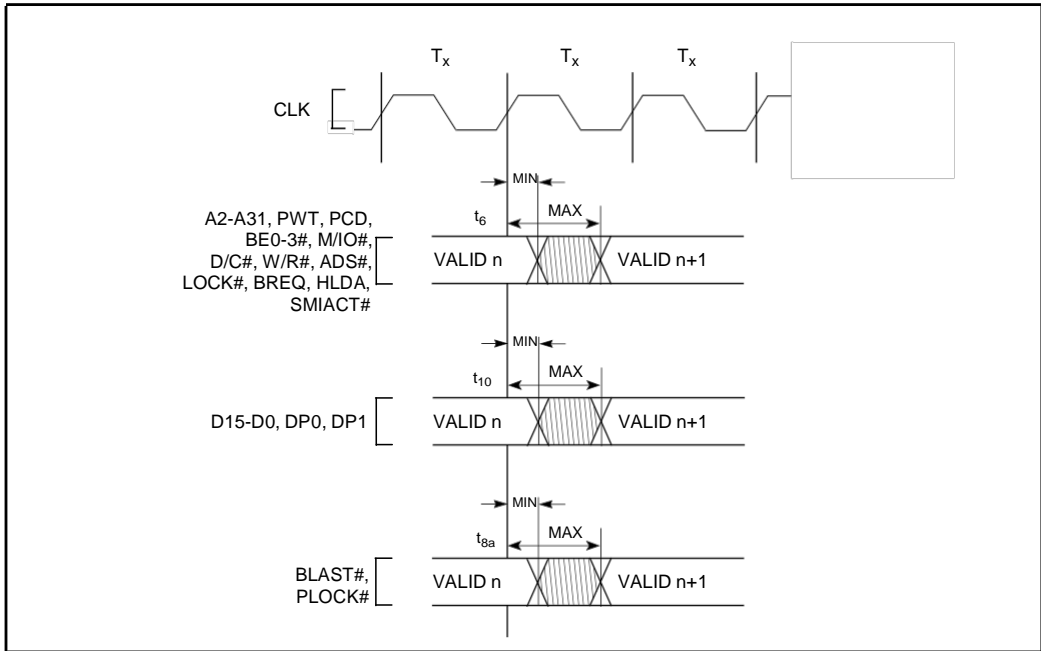 Tx Tx Tx
CLK
MIN
t6 MAX
A2-A31, PWT, PCD,
BE0-3#, M/IO#,
D/C#, W/R#, ADS#,
LOCK#, BREQ, HLDA,
SMIACT#
VALID n VALID n+1
MIN
t10 MAX
D15-D0, DP0, DP1
VALID n VALID n+1
MIN
t8a MAX
BLAST#,
PLOCK#
VALID n VALID n+1